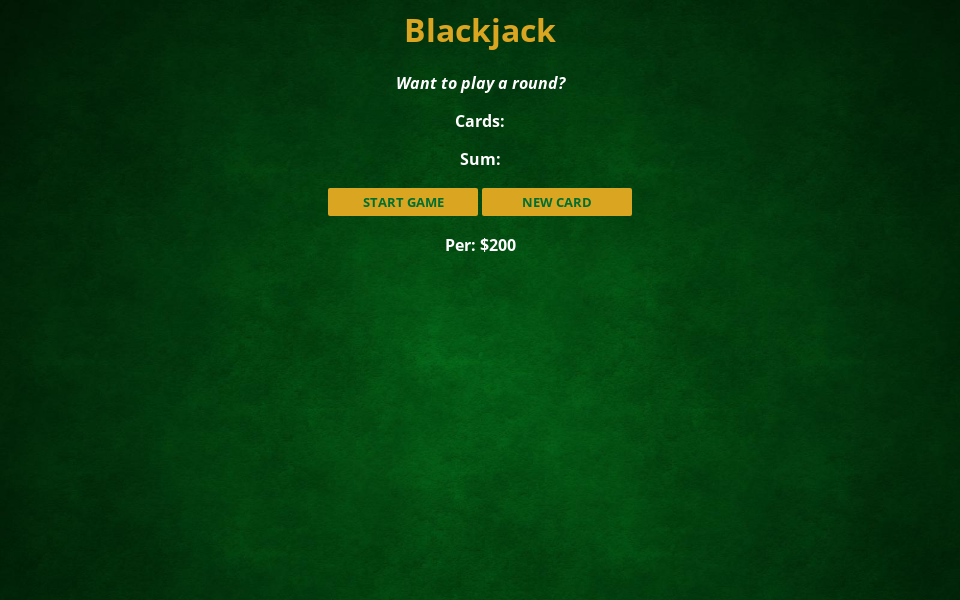 Blackjack
Want to play a round?
Cards:
Sum:
START GAME NEW CARD
Per: $200